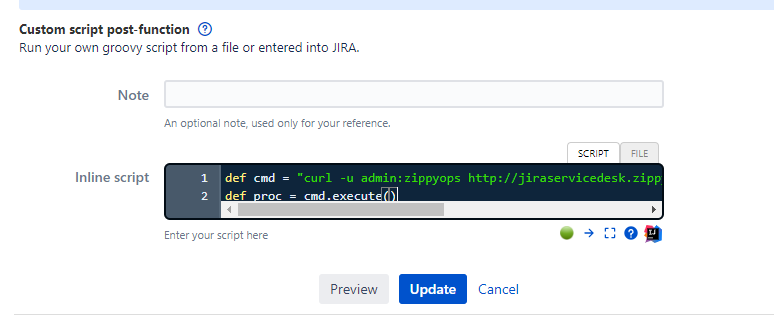 Custom script post-function ?
Run your own groovy script from a file or entered into JIRA.
Note
An optional note, used only for your reference.
SCRIPT FILE
Inline script
1 def cmd = "curl -u admin:zippyops http://jiraservicedesk.zipp
2 def proc = cmd.execute()
Enter your script here
Preview Update Cancel